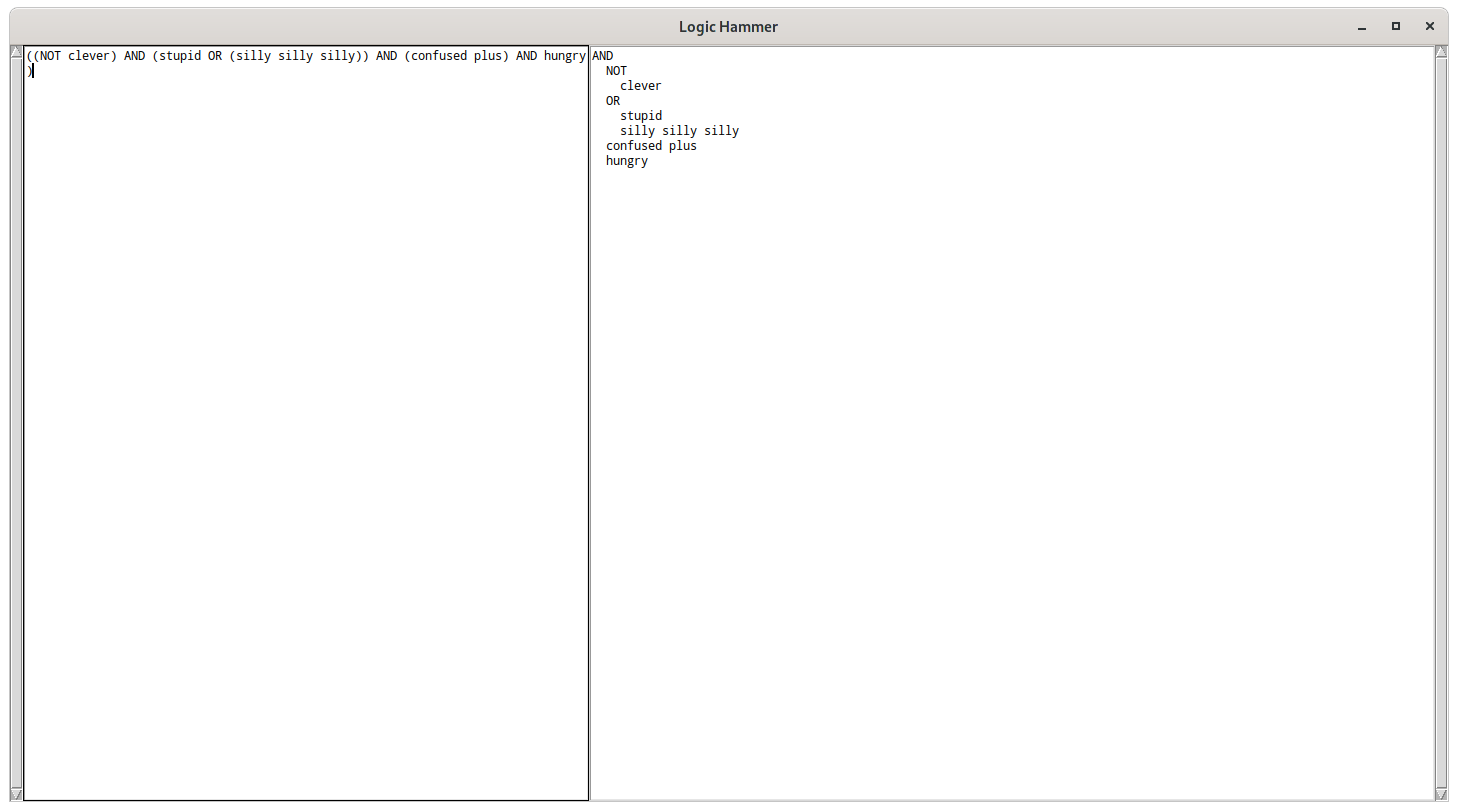 Logic Hammer
((NOT clever) AND (stupid OR (silly silly silly)) AND (confused plus) AND hungry
)
AND
  NOT
    clever
  OR
    stupid
    silly silly silly
  confused plus
  hungry